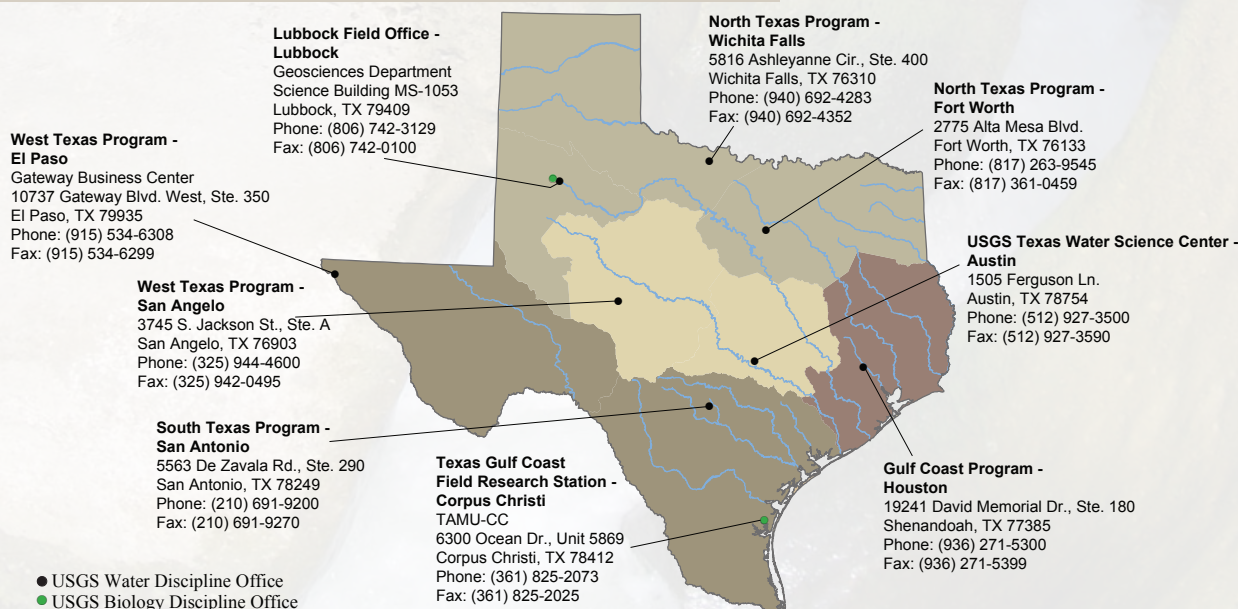 Lubbock Field Office -
Lubbock
Geosciences Department
Science Building MS-1053
Lubbock, TX 79409
Phone: (806) 742-3129
Fax: (806) 742-0100
North Texas Program -
Wichita Falls
5816 Ashleyanne Cir., Ste. 400
Wichita Falls, TX 76310
Phone: (940) 692-4283
Fax: (940) 692-4352
North Texas Program -
Fort Worth
2775 Alta Mesa Blvd.
Fort Worth, TX 76133
Phone: (817) 263-9545
Fax: (817) 361-0459
West Texas Program -
El Paso
Gateway Business Center
10737 Gateway Blvd. West, Ste. 350
El Paso, TX 79935
Phone: (915) 534-6308
Fax: (915) 534-6299
USGS Texas Water Science Center -
Austin
1505 Ferguson Ln.
Austin, TX 78754
Phone: (512) 927-3500
Fax: (512) 927-3590
West Texas Program -
San Angelo
3745 S. Jackson St., Ste. A
San Angelo, TX 76903
Phone: (325) 944-4600
Fax: (325) 942-0495
South Texas Program -
San Antonio
5563 De Zavala Rd., Ste. 290
San Antonio, TX 78249
Phone: (210) 691-9200
Fax: (210) 691-9270
Texas Gulf Coast
Field Research Station -
Corpus Christi
TAMU-CC
6300 Ocean Dr., Unit 5869
Corpus Christi, TX 78412
Phone: (361) 825-2073
Fax: (361) 825-2025
Gulf Coast Program -
Houston
19241 David Memorial Dr., Ste. 180
Shenandoah, TX 77385
Phone: (936) 271-5300
Fax: (936) 271-5399
USGS Water Discipline Office
USGS Biology Discipline Office